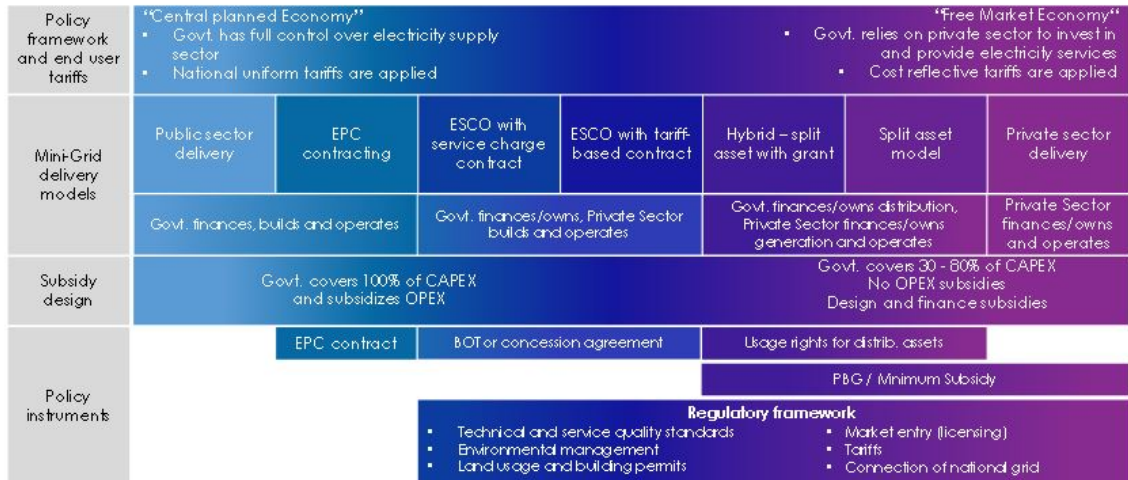 Policy
framework
and end user
tariffs
"Central planned Economy"
• Govt. has full control over electricity supply
sector
• National uniform tariffs are applied
"Free Market Economy"
• Govt. relies on private sector to invest in
and provide electricity services
• Cost reflective tariffs are applied
Mini-Grid
delivery
models
Public sector
delivery
EPC
contracting
ESCO with
service charge
contract
ESCO with tariff-
based contract
Hybrid – split
asset with grant
Split asset
model
Private sector
delivery
Govt. finances, builds and operates
Govt. finances/owns, Private Sector
builds and operates
Govt. finances/owns distribution,
Private Sector finances/owns
generation and operates
Private Sector
finances/owns
and operates
Subsidy
design
Govt. covers 100% of CAPEX
and subsidizes OPEX
Govt. covers 30 - 80% of CAPEX
No OPEX subsidies
Design and finance subsidies
Policy
instruments
EPC contract
BOT or concession agreement
Usage rights for distrib. assets
PBG / Minimum Subsidy
Regulatory framework
▪ Technical and service quality standards
▪ Environmental management
▪ Land usage and building permits
▪ Market entry (licensing)
▪ Tariffs
▪ Connection of national grid